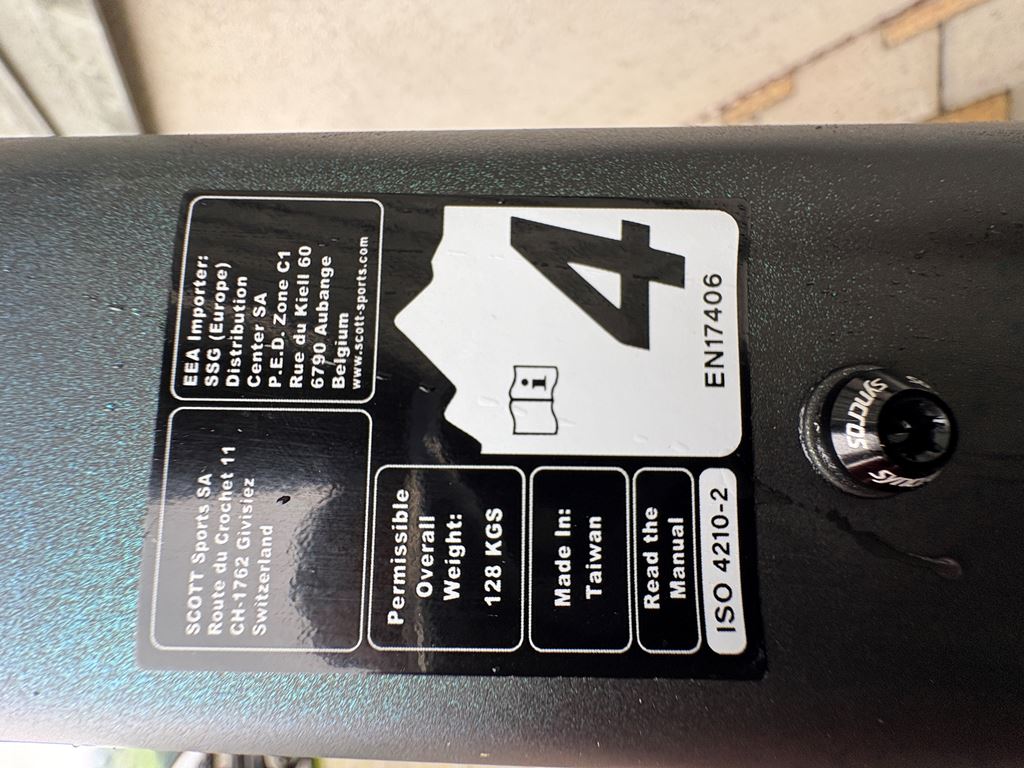 SCOTT Sports SA
Route du Crochet 11
CH-1762 Givisiez
Switzerland
EEA Importer:
SSG (Europe)
Distribution
Center SA
P.E.D. Zone C1
Rue du Kiell 60
6790 Aubange
Belgium
www.scott-sports.com
Permissible
Overall
Weight:
128 KGS
Made In:
Taiwan
Read the
Manual
ISO 4210-2
i
4
EN17406
Syncros